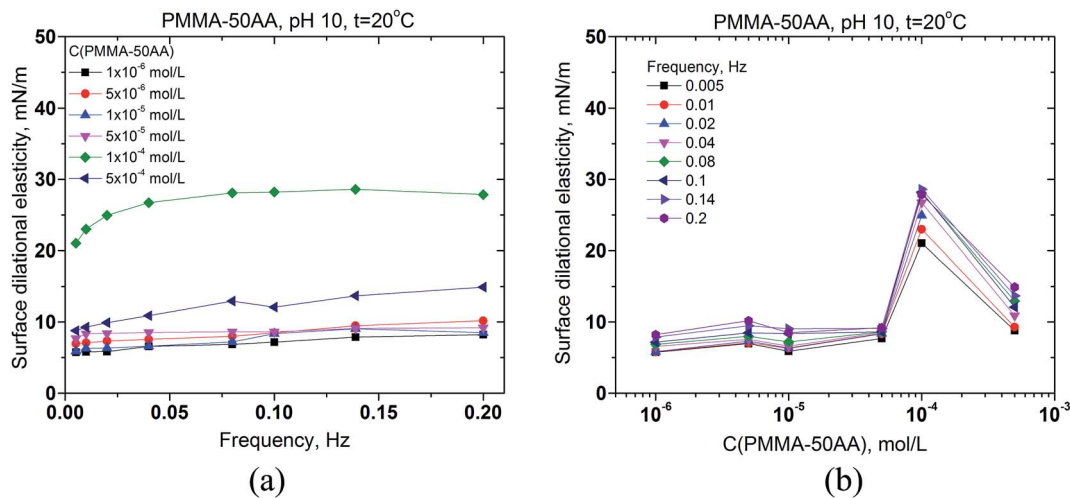 PMMA-50AA, pH 10, t=20°C
C(PMMA-50AA)
1x10⁻⁶ mol/L
5x10⁻⁶ mol/L
1x10⁻⁵ mol/L
5x10⁻⁵ mol/L
1x10⁻⁴ mol/L
5x10⁻⁴ mol/L
Surface dilational elasticity, mN/m
50
40
30
20
10
0
0.00 0.05 0.10 0.15 0.20
Frequency, Hz
(a)
PMMA-50AA, pH 10, t=20°C
Frequency, Hz
0.005
0.01
0.02
0.04
0.08
0.1
0.14
0.2
Surface dilational elasticity, mN/m
50
40
30
20
10
0
10⁻⁶ 10⁻⁵ 10⁻⁴ 10⁻³
C(PMMA-50AA), mol/L
(b)